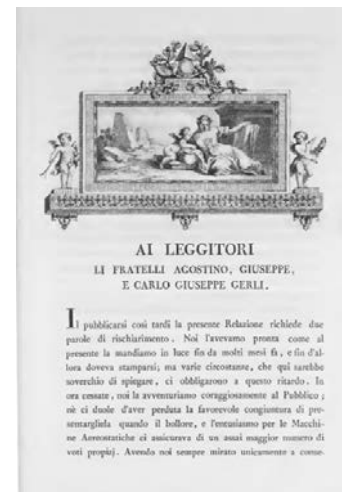 AI LEGGITORI
LI FRATELLI AGOSTINO, GIUSEPPE,
E CARLO GIUSEPPE GERLI.
Il pubblicarsi così tardi la presente Relazione richiede due
parole di rischiarimento. Noi l'avevamo pronta come al
presente la mandiamo in luce fin da molti mesi fa, e fin d'al-
lora doveva stamparsi; ma varie circostanze, che qui sarebbe
soverchio di spiegare, ci obbligarono a questo ritardo. In
ora cessate, noi la avventuriamo coraggiosamente al Pubblico;
nè ci duole d'aver perduta la favorevole congiuntura di pre-
sentargliela quando il bollore, e l'entusiasmo per le Macchi-
ne Aerostatiche ci assicurava di un assai maggior numero di
voti propizj. Avendo noi sempre mirato unicamente a conse-